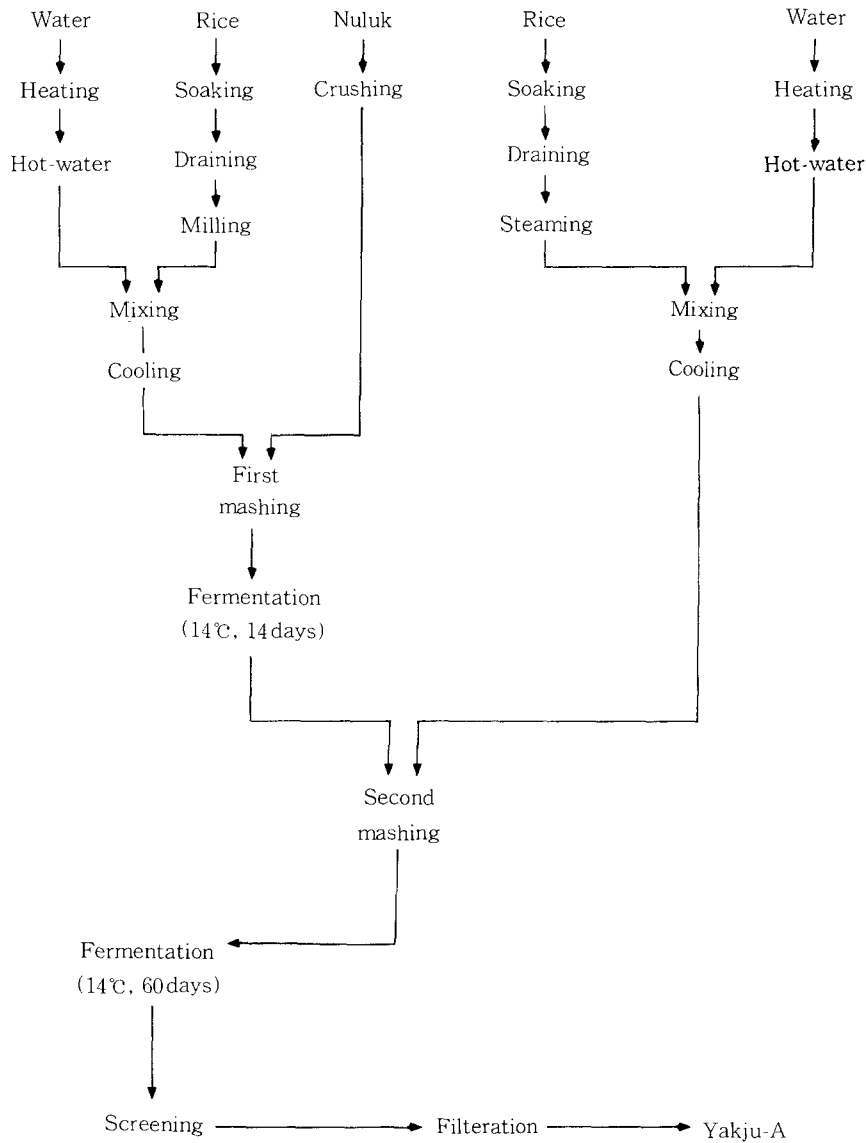 Water Rice Nuluk Rice Water
Heating Soaking Crushing Soaking Heating
Hot-water Draining Draining Hot-water
Milling Steaming
Mixing Mixing
Cooling Cooling
First
mashing
Fermentation
(14℃, 14days)
Second
mashing
Fermentation
(14℃, 60days)
Screening Filteration Yakju-A